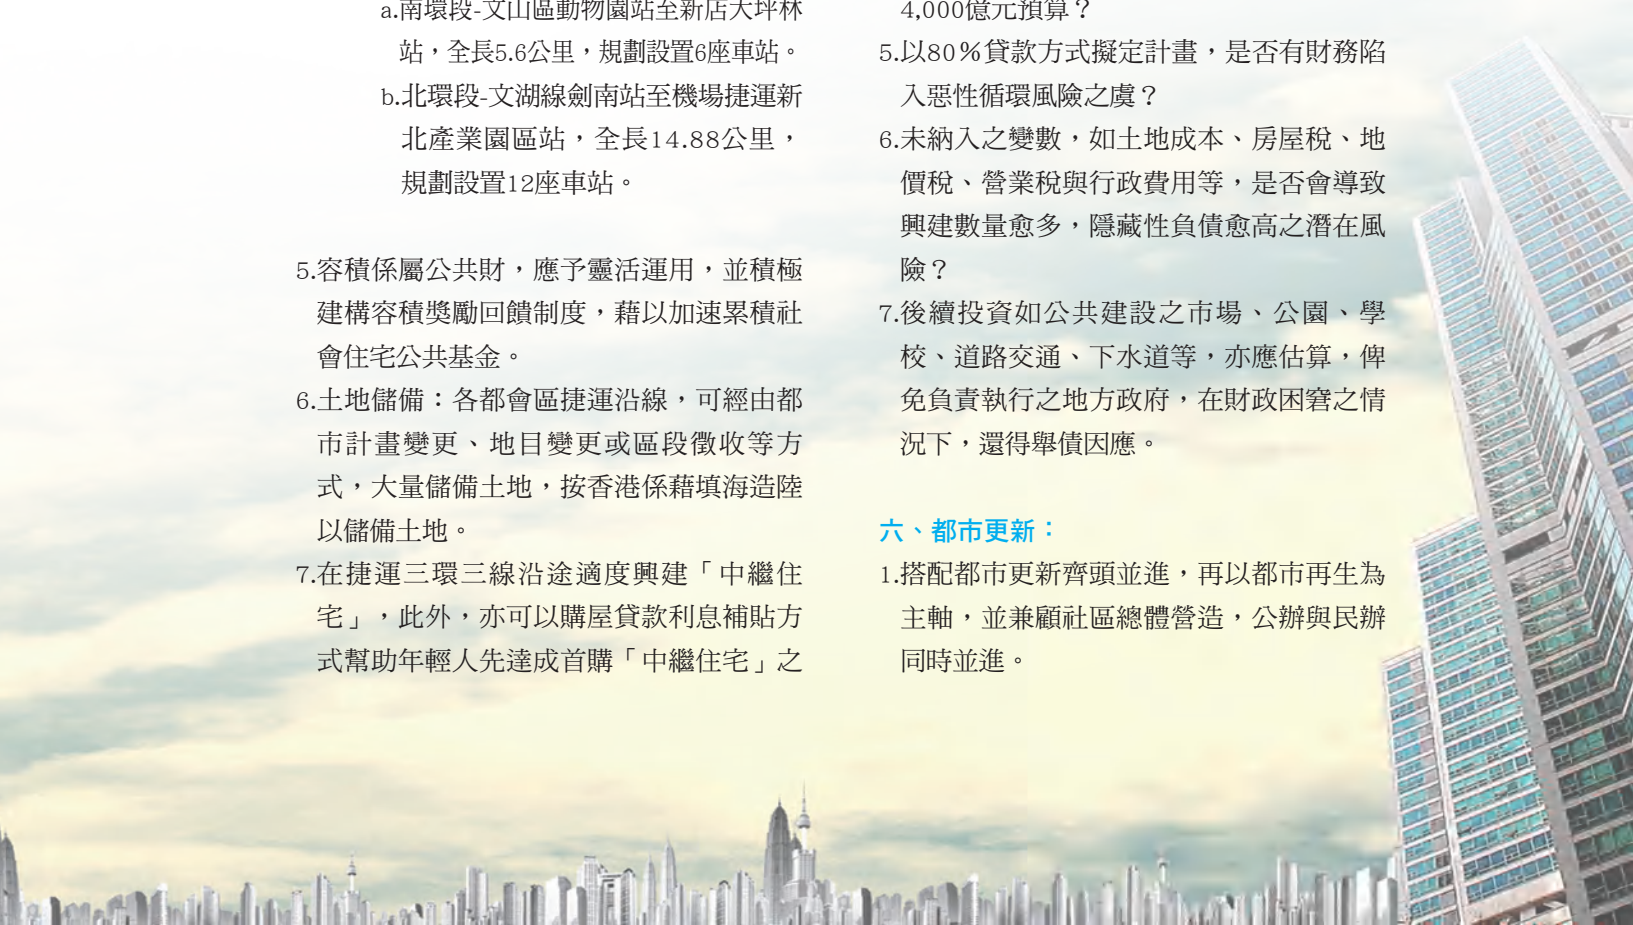 a.南環段-文山區動物園站至新店大坪林
站，全長5.6公里，規劃設置6座車站。
b.北環段-文湖線劍南站至機場捷運新
北產業園區站，全長14.88公里，
規劃設置12座車站。
5.容積係屬公共財，應予靈活運用，並積極
建構容積獎勵回饋制度，藉以加速累積社
會住宅公共基金。
6.土地儲備：各都會區捷運沿線，可經由都
市計畫變更、地目變更或區段徵收等方
式，大量儲備土地，按香港係藉填海造陸
以儲備土地。
7.在捷運三環三線沿途適度興建「中繼住
宅」，此外，亦可以購屋貸款利息補貼方
式幫助年輕人先達成首購「中繼住宅」之
4,000億元預算？
5.以80％貸款方式擬定計畫，是否有財務陷
入惡性循環風險之虞？
6.未納入之變數，如土地成本、房屋稅、地
價稅、營業稅與行政費用等，是否會導致
興建數量愈多，隱藏性負債愈高之潛在風
險？
7.後續投資如公共建設之市場、公園、學
校、道路交通、下水道等，亦應估算，俾
免負責執行之地方政府，在財政困窘之情
況下，還得舉債因應。
六、都市更新：
1.搭配都市更新齊頭並進，再以都市再生為
主軸，並兼顧社區總體營造，公辦與民辦
同時並進。